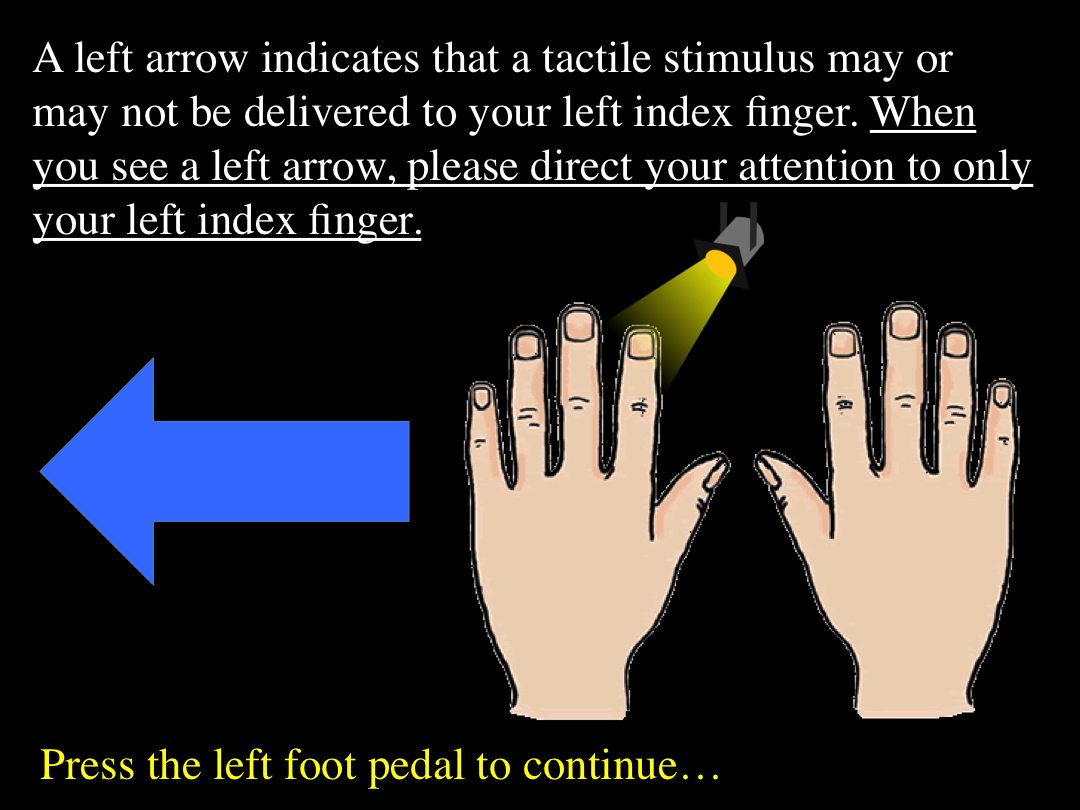 A left arrow indicates that a tactile stimulus may or
may not be delivered to your left index finger. When
you see a left arrow, please direct your attention to only
your left index finger.
Press the left foot pedal to continue…